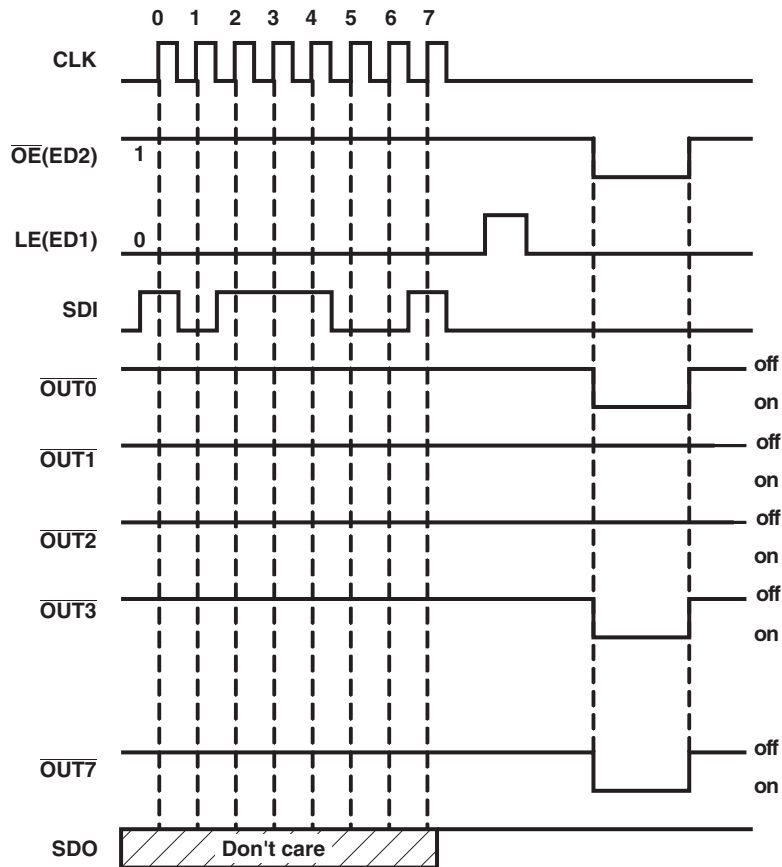 0 1 2 3 4 5 6 7
CLK
OE(ED2) 1
LE(ED1) 0
SDI
OUT0 off
on
OUT1 off
on
OUT2 off
on
OUT3 off
on
OUT7 off
on
SDO Don't care